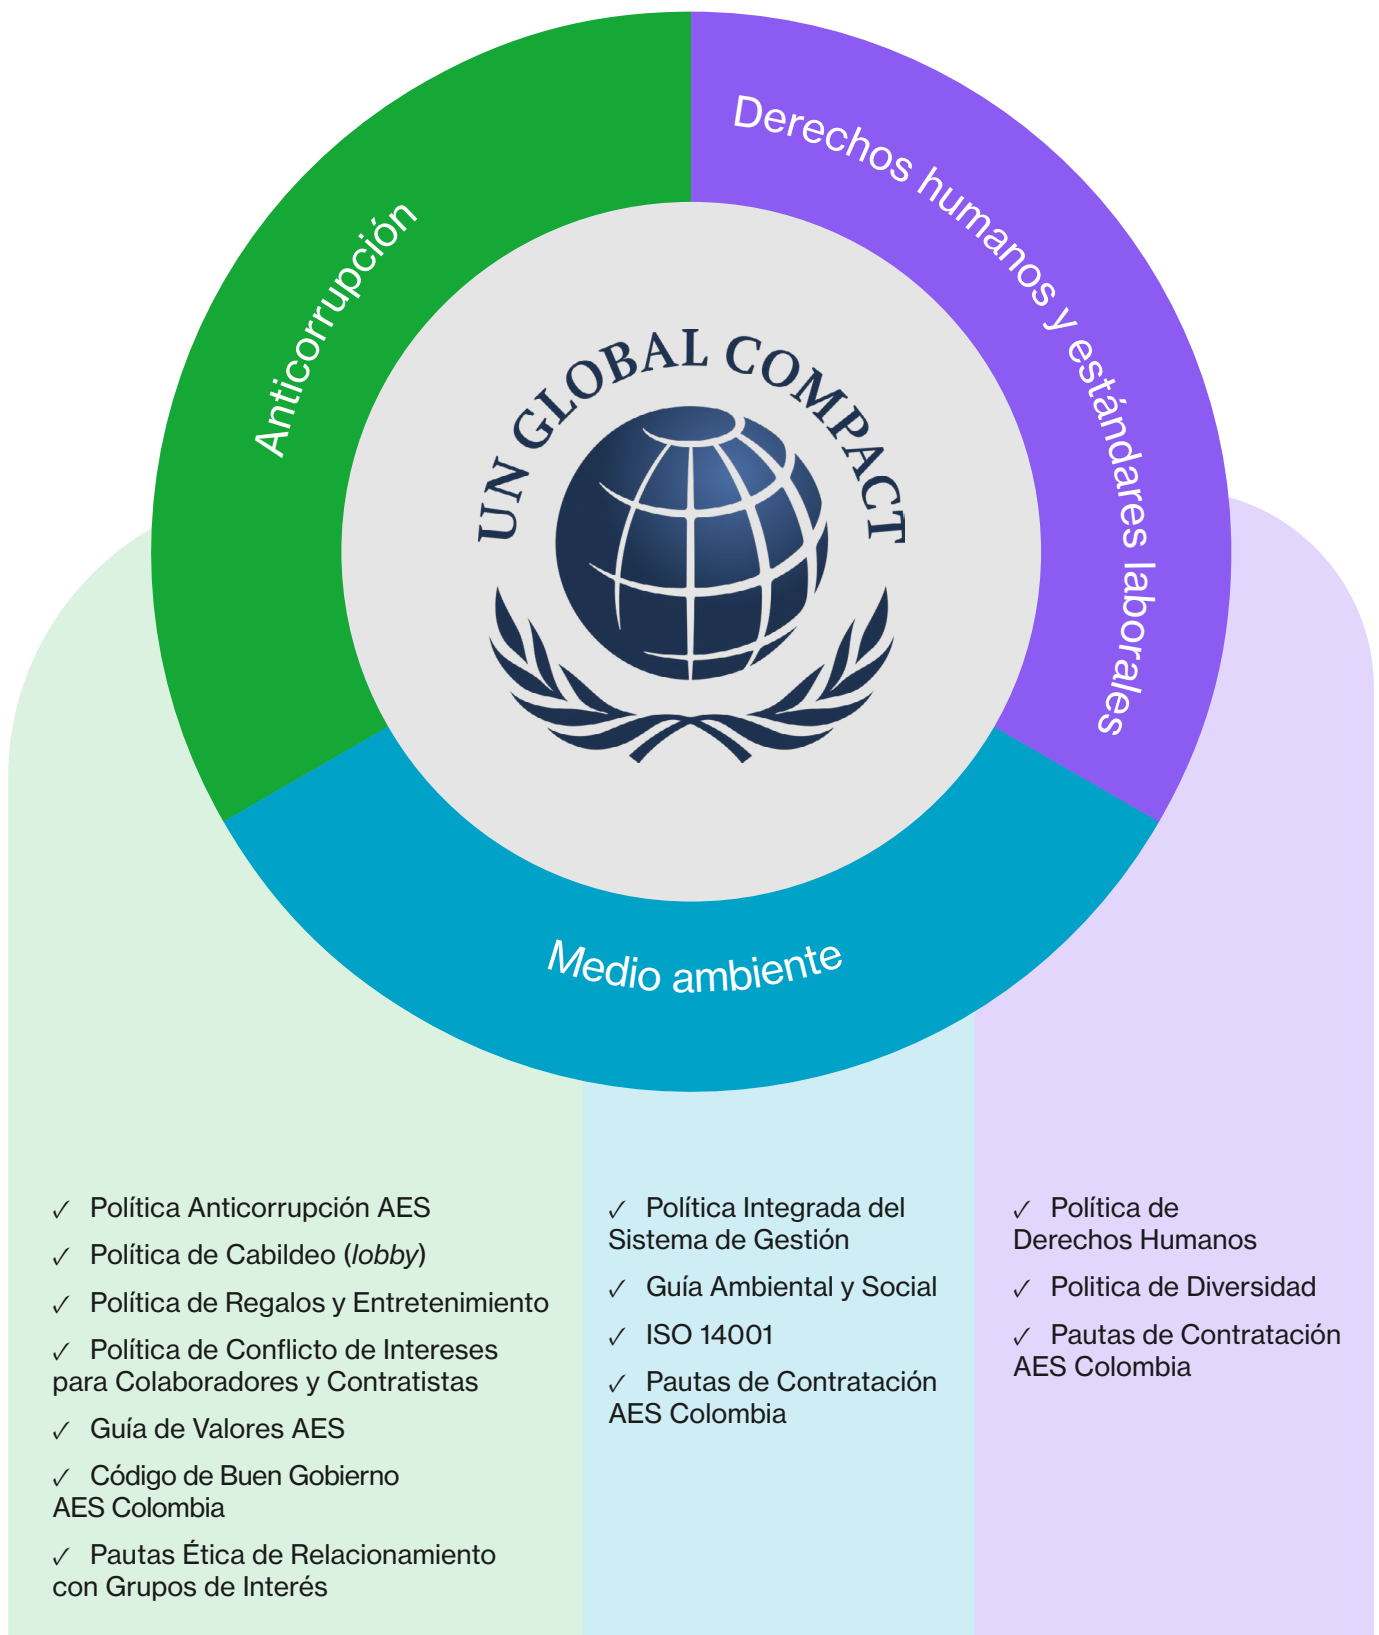 Anticorrupción
Derechos humanos y estándares laborales
UN GLOBAL COMPACT
Medio ambiente
✓ Política Anticorrupción AES
✓ Política de Cabildeo (lobby)
✓ Política de Regalos y Entretenimiento
✓ Política de Conflicto de Intereses
para Colaboradores y Contratistas
✓ Guía de Valores AES
✓ Código de Buen Gobierno
AES Colombia
✓ Pautas Ética de Relacionamiento
con Grupos de Interés
✓ Política Integrada del
Sistema de Gestión
✓ Guía Ambiental y Social
✓ ISO 14001
✓ Pautas de Contratación
AES Colombia
✓ Política de
Derechos Humanos
✓ Politica de Diversidad
✓ Pautas de Contratación
AES Colombia